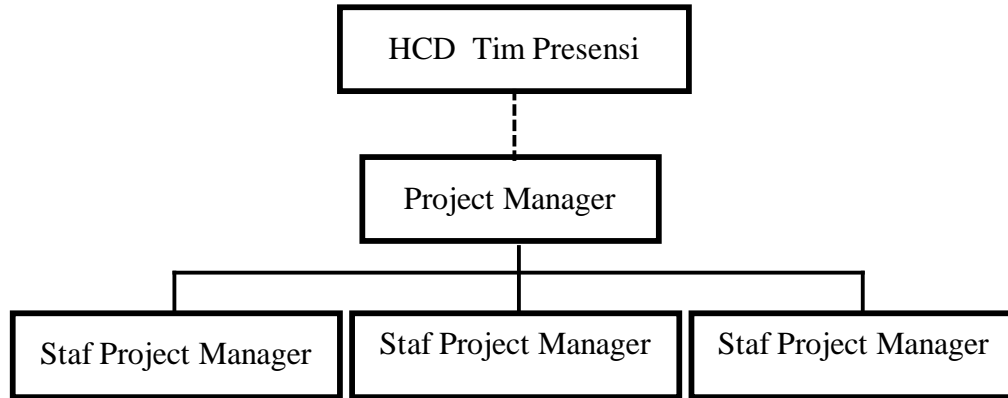 HCD Tim Presensi
Project Manager
Staf Project Manager
Staf Project Manager
Staf Project Manager